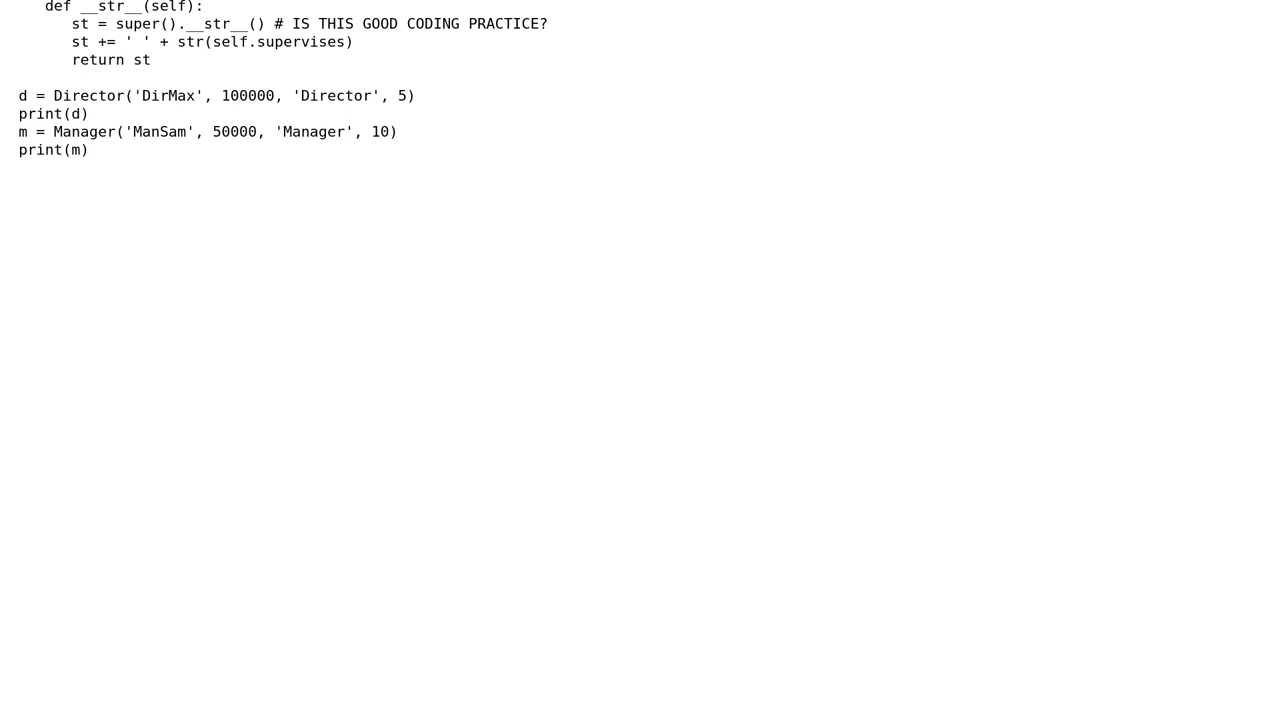 def __str__(self):
st = super().__str__() # IS THIS GOOD CODING PRACTICE?
st += ' ' + str(self.supervises)
return st
d = Director('DirMax', 100000, 'Director', 5)
print(d)
m = Manager('ManSam', 50000, 'Manager', 10)
print(m)